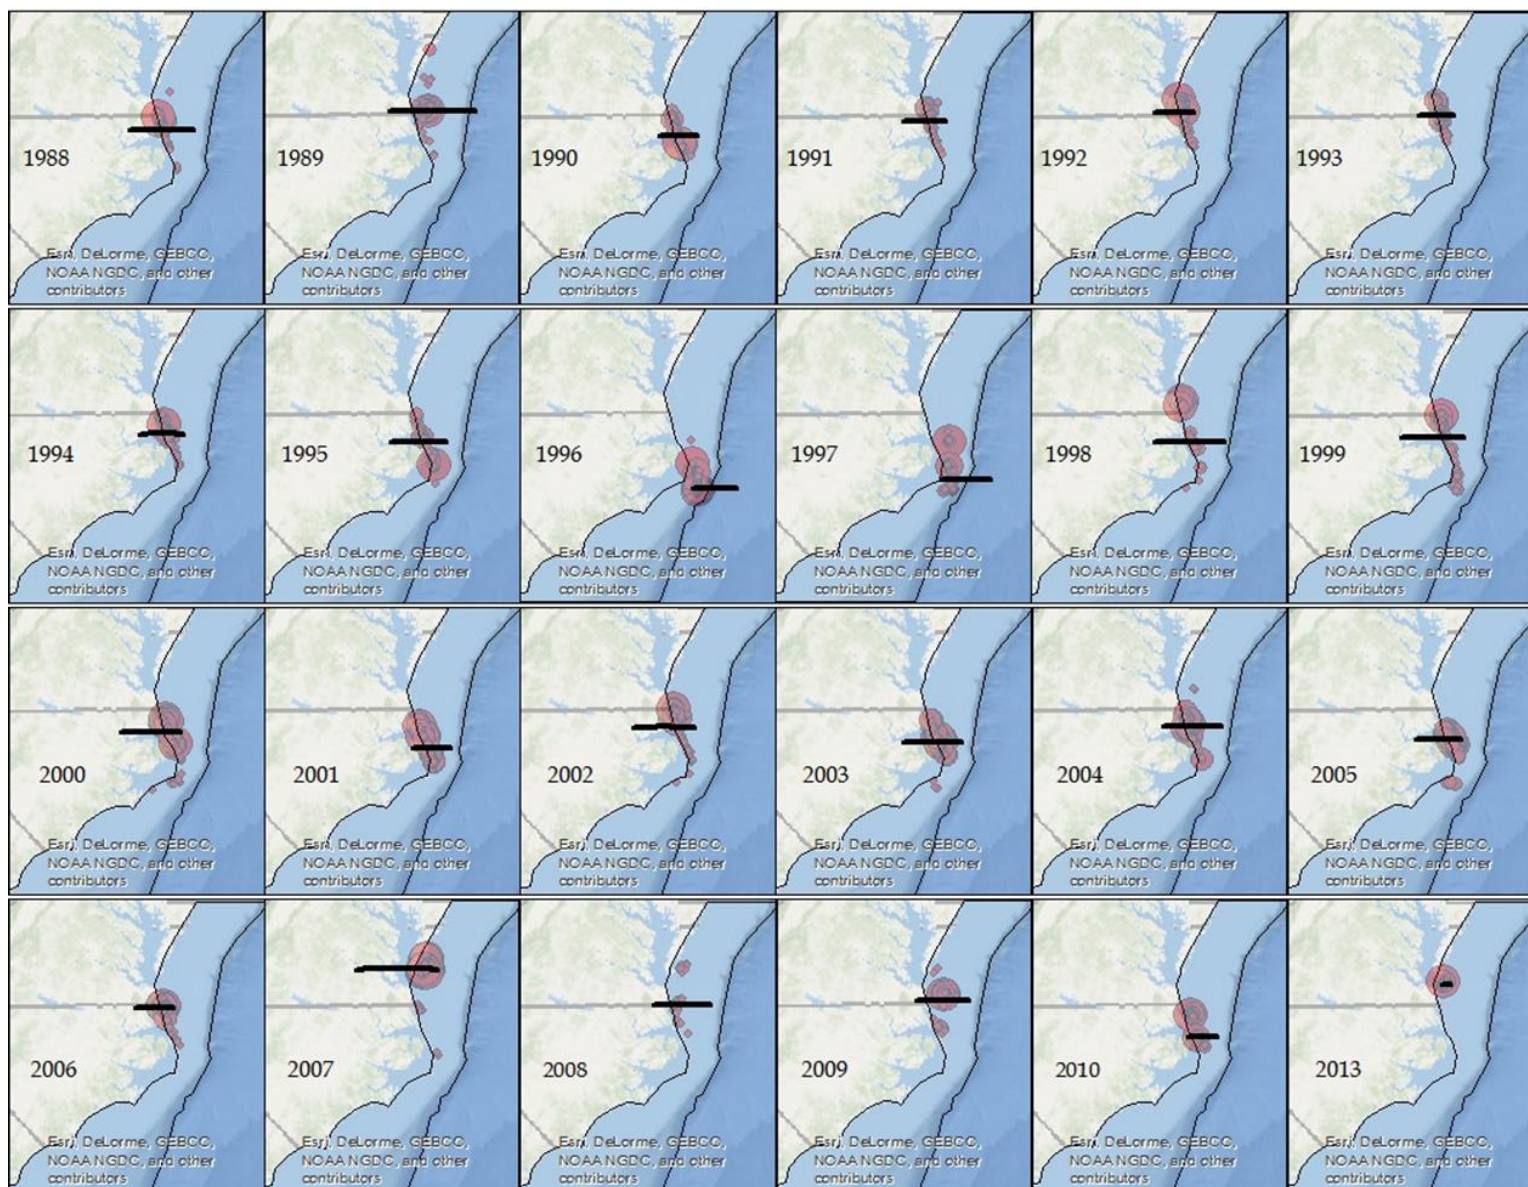 1988
Esri, DeLorme, GEBCO,
NOAA NGDC, and other
contributors
1989
Esri, DeLorme, GEBCO,
NOAA NGDC, and other
contributors
1990
Esri, DeLorme, GEBCO,
NOAA NGDC, and other
contributors
1991
Esri, DeLorme, GEBCO,
NOAA NGDC, and other
contributors
1992
Esri, DeLorme, GEBCO,
NOAA NGDC, and other
contributors
1993
Esri, DeLorme, GEBCO,
NOAA NGDC, and other
contributors
1994
Esri, DeLorme, GEBCO,
NOAA NGDC, and other
contributors
1995
Esri, DeLorme, GEBCO,
NOAA NGDC, and other
contributors
1996
Esri, DeLorme, GEBCO,
NOAA NGDC, and other
contributors
1997
Esri, DeLorme, GEBCO,
NOAA NGDC, and other
contributors
1998
Esri, DeLorme, GEBCO,
NOAA NGDC, and other
contributors
1999
Esri, DeLorme, GEBCO,
NOAA NGDC, and other
contributors
2000
Esri, DeLorme, GEBCO,
NOAA NGDC, and other
contributors
2001
Esri, DeLorme, GEBCO,
NOAA NGDC, and other
contributors
2002
Esri, DeLorme, GEBCO,
NOAA NGDC, and other
contributors
2003
Esri, DeLorme, GEBCO,
NOAA NGDC, and other
contributors
2004
Esri, DeLorme, GEBCO,
NOAA NGDC, and other
contributors
2005
Esri, DeLorme, GEBCO,
NOAA NGDC, and other
contributors
2006
Esri, DeLorme, GEBCO,
NOAA NGDC, and other
contributors
2007
Esri, DeLorme, GEBCO,
NOAA NGDC, and other
contributors
2008
Esri, DeLorme, GEBCO,
NOAA NGDC, and other
contributors
2009
Esri, DeLorme, GEBCO,
NOAA NGDC, and other
contributors
2010
Esri, DeLorme, GEBCO,
NOAA NGDC, and other
contributors
2013
Esri, DeLorme, GEBCO,
NOAA NGDC, and other
contributors